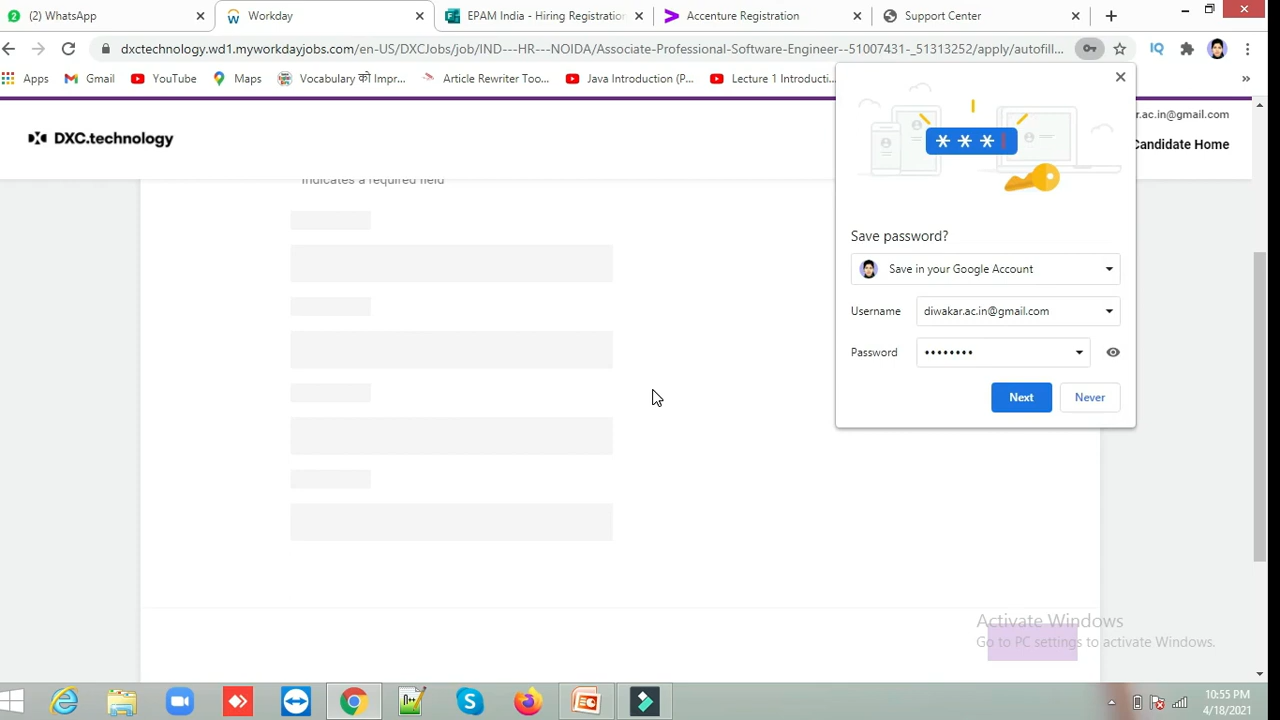 (2) WhatsApp
Workday
EPAM India - Hiring Registration
Accenture Registration
Support Center
dxctechnology.wd1.myworkdayjobs.com/en-US/DXCJobs/job/IND---HR---NOIDA/Associate-Professional-Software-Engineer--51007431-_51313252/apply/autofill...
Apps
Gmail
YouTube
Maps
Vocabulary को Impr...
Article Rewriter Too...
Java Introduction (P...
Lecture 1 Introducti...
»
DXC.technology
r.ac.in@gmail.com
Candidate Home
Indicates a required field
***
Save password?
Save in your Google Account
Username
diwakar.ac.in@gmail.com
Password
••••••••
Next
Never
Activate Windows
Go to PC settings to activate Windows.
10:55 PM
4/18/2021